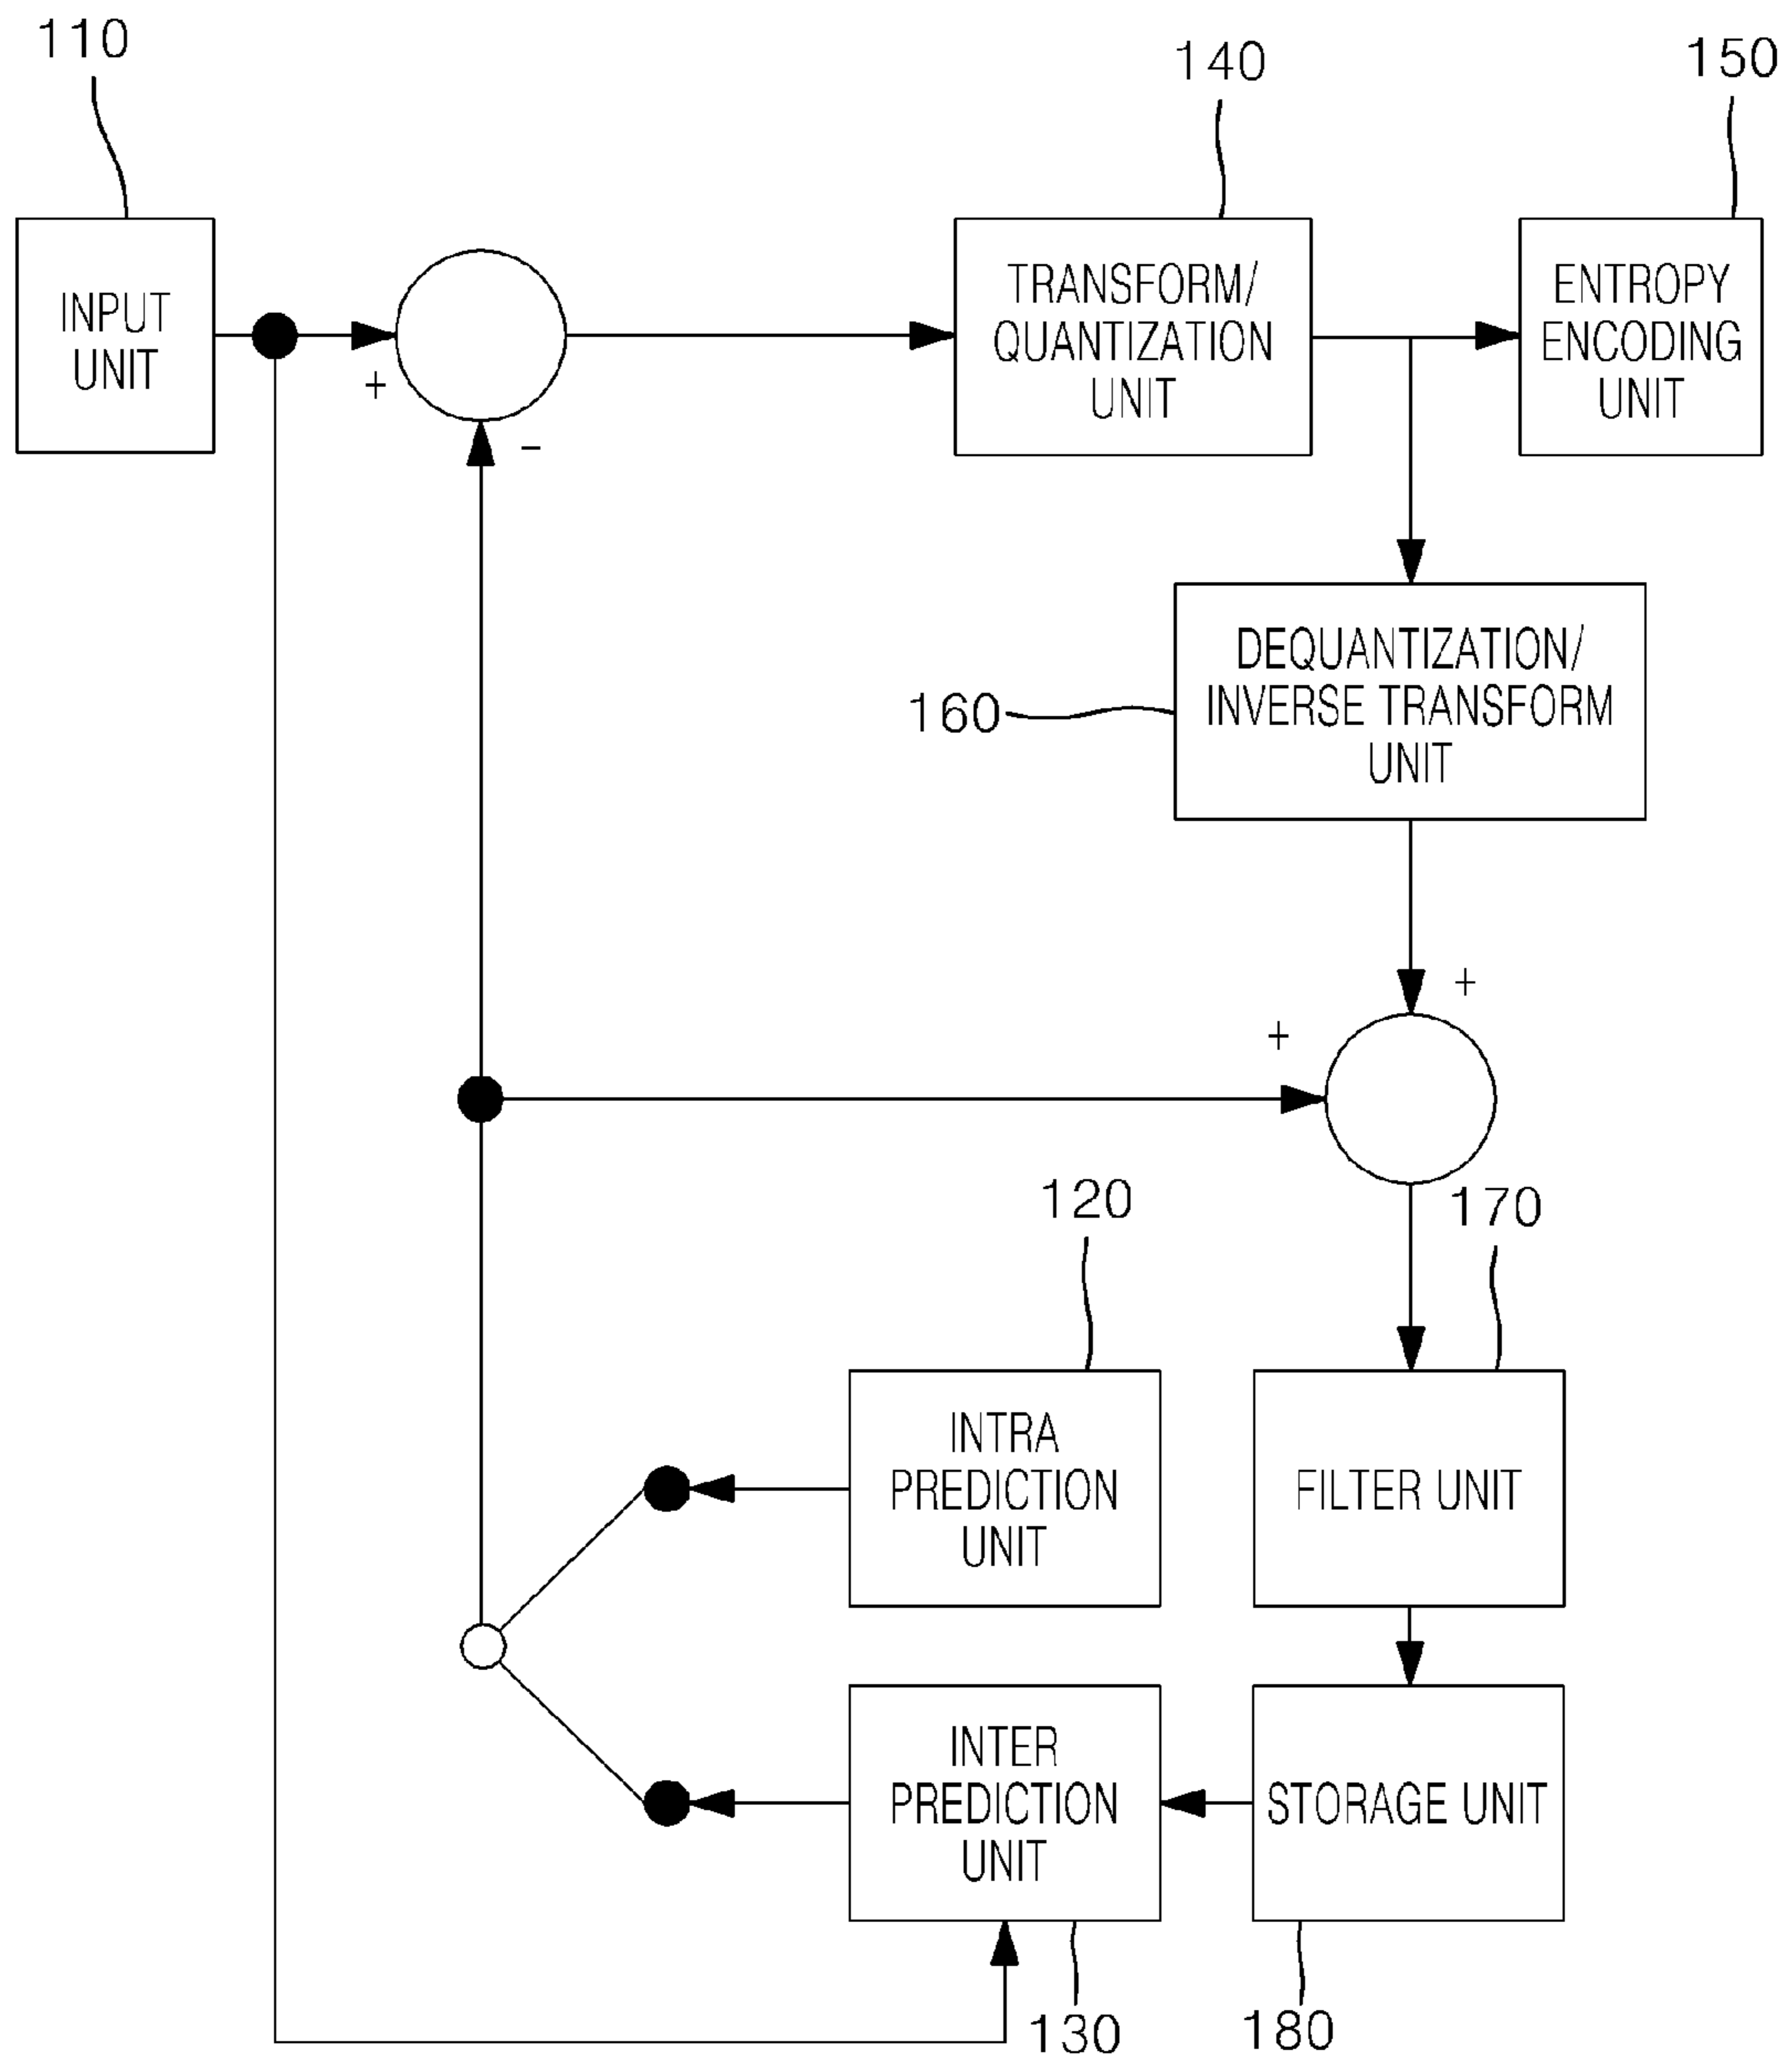 110
140
150
INPUT
UNIT
+
-
TRANSFORM/
QUANTIZATION
UNIT
ENTROPY
ENCODING
UNIT
160
DEQUANTIZATION/
INVERSE TRANSFORM
UNIT
+
+
120
170
INTRA
PREDICTION
UNIT
FILTER UNIT
INTER
PREDICTION
UNIT
STORAGE UNIT
130
180